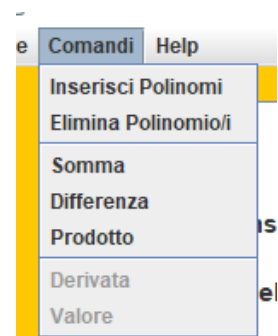 e Comandi Help
Inserisci Polinomi
Elimina Polinomio/i
Somma
Differenza
Prodotto
Derivata
Valore